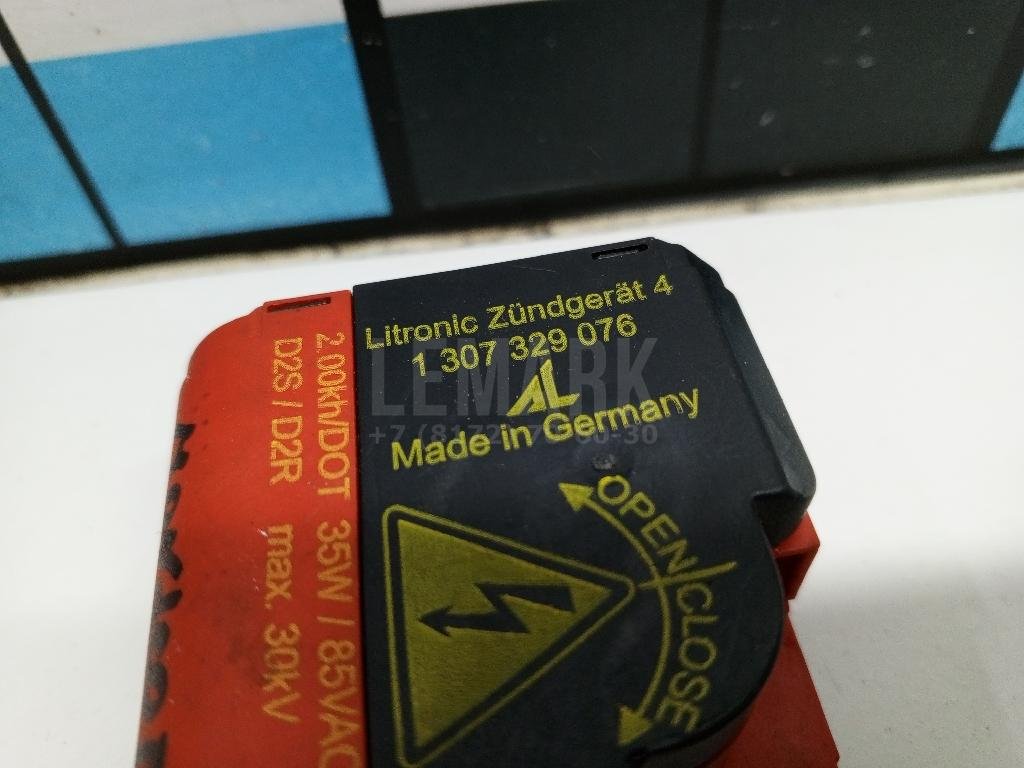 Litronic Zündgerät 4
1 307 329 076
AL
Made in Germany
OPEN/CLOSE
2.00kh/DOT 35W / 85VAC
D2S / D2R max. 30kV
LEMARK